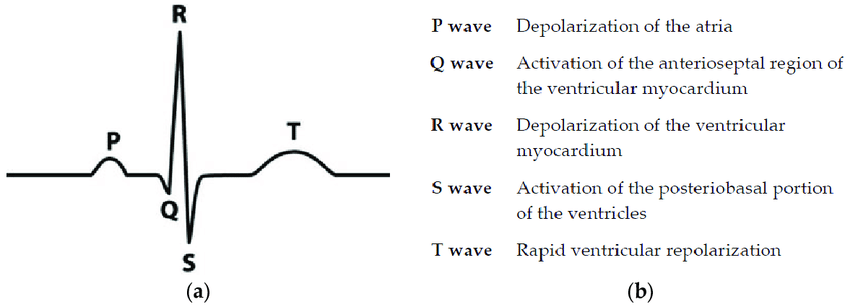 R
P
T
Q
S
(a)
P wave Depolarization of the atria
Q wave Activation of the anterioseptal region of
the ventricular myocardium
R wave Depolarization of the ventricular
myocardium
S wave Activation of the posteriobasal portion
of the ventricles
T wave Rapid ventricular repolarization
(b)